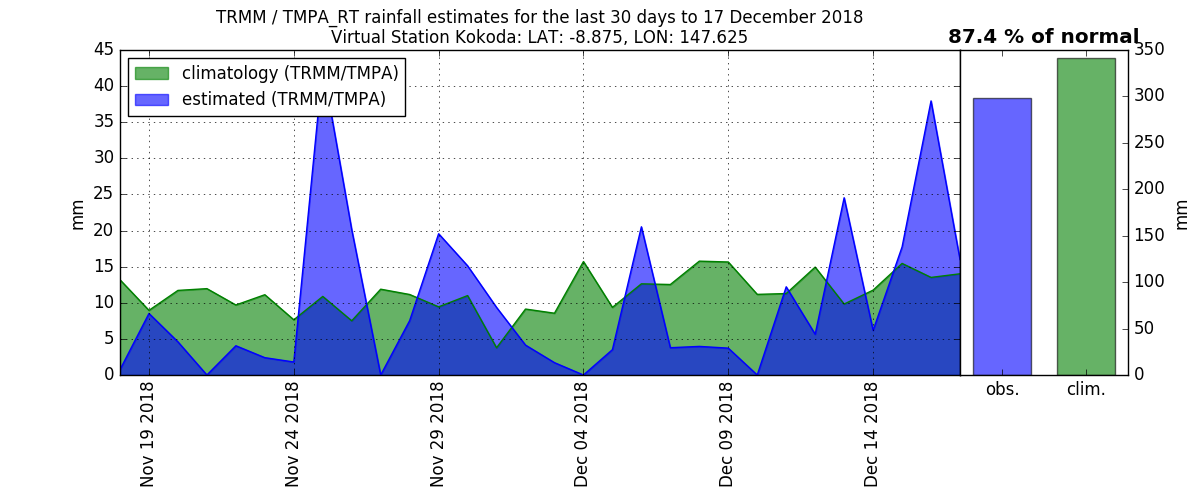 TRMM / TMPA_RT rainfall estimates for the last 30 days to 17 December 2018
Virtual Station Kokoda: LAT: -8.875, LON: 147.625
87.4 % of normal
climatology (TRMM/TMPA)
estimated (TRMM/TMPA)
45
40
35
30
25
20
15
10
5
0
mm
Nov 19 2018
Nov 24 2018
Nov 29 2018
Dec 04 2018
Dec 09 2018
Dec 14 2018
350
300
250
200
150
100
50
0
mm
obs.
clim.